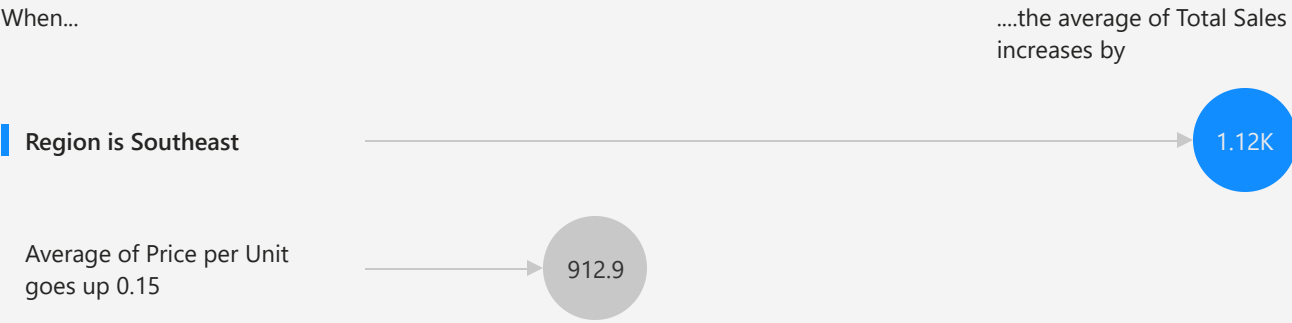 When...
....the average of Total Sales
increases by
Region is Southeast
1.12K
Average of Price per Unit
goes up 0.15
912.9